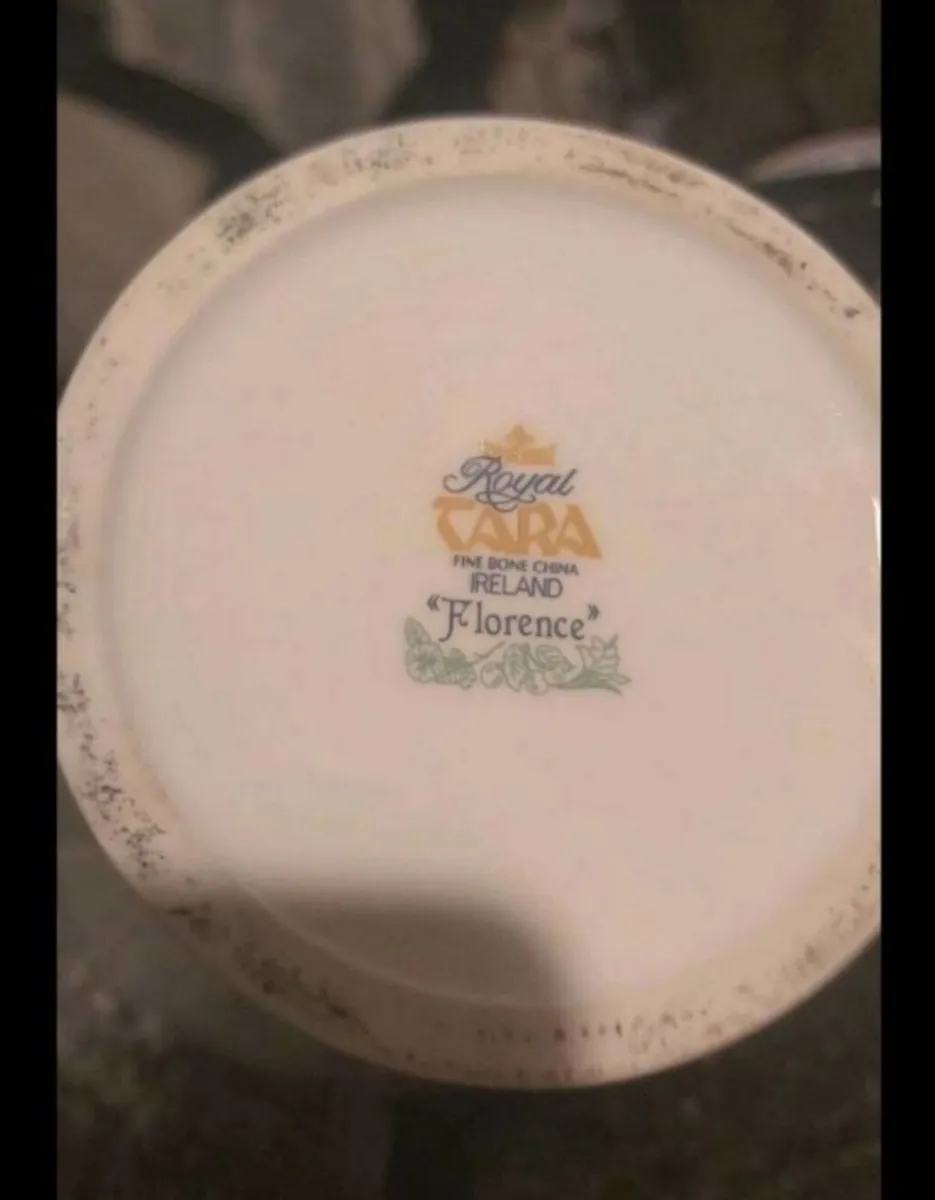 Royal
TARA
FINE BONE CHINA
IRELAND
“Florence”